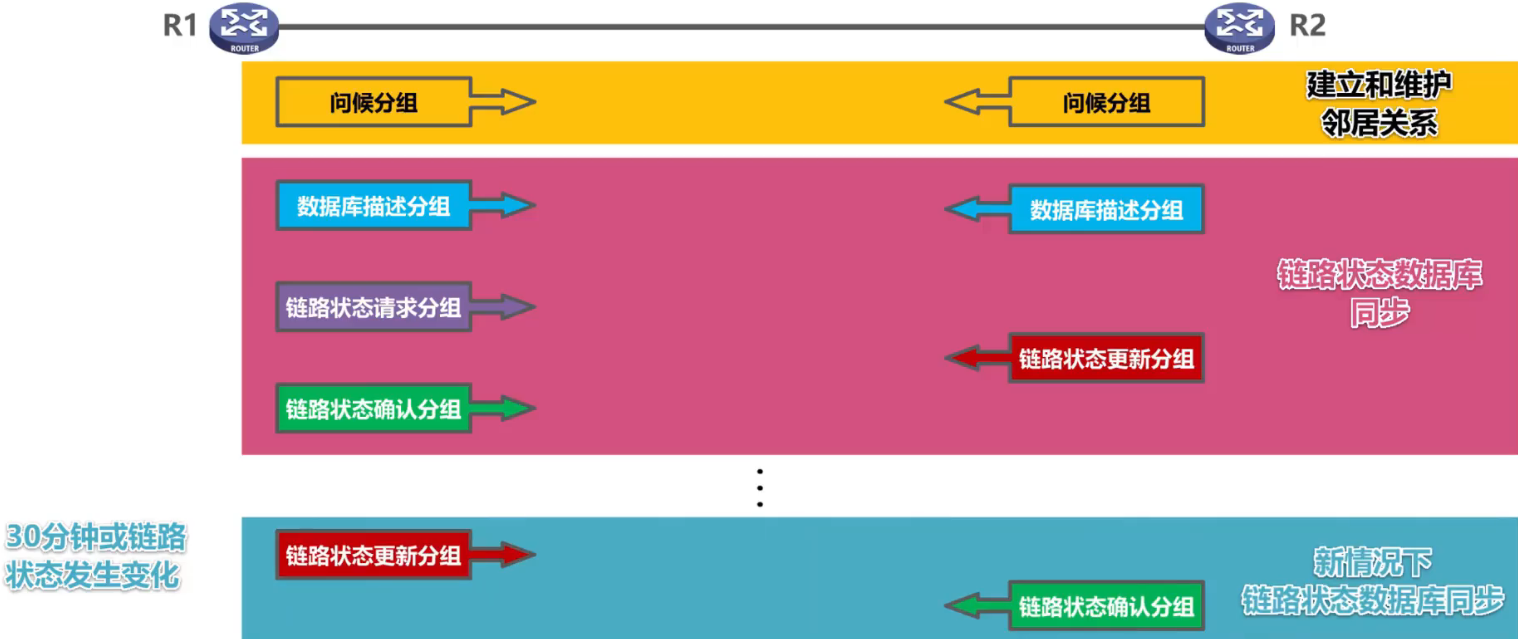 R1
ROUTER
ROUTER
R2
问候分组
问候分组
建立和维护
邻居关系
数据库描述分组
数据库描述分组
链路状态请求分组
链路状态数据库
同步
链路状态更新分组
链路状态确认分组
30分钟或链路
状态发生变化
链路状态更新分组
新情况下
链路状态数据库同步
链路状态确认分组